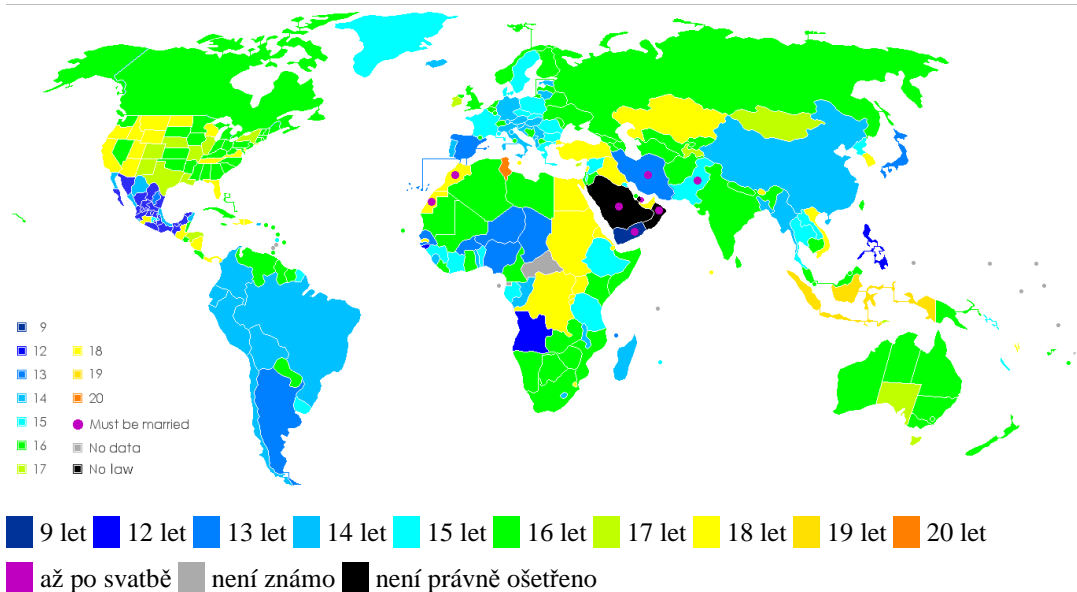 9
12
13
14
15
16
17
18
19
20
Must be married
No data
No law
9 let 12 let 13 let 14 let 15 let 16 let 17 let 18 let 19 let 20 let
až po svatbě není známo není právně ošetřeno